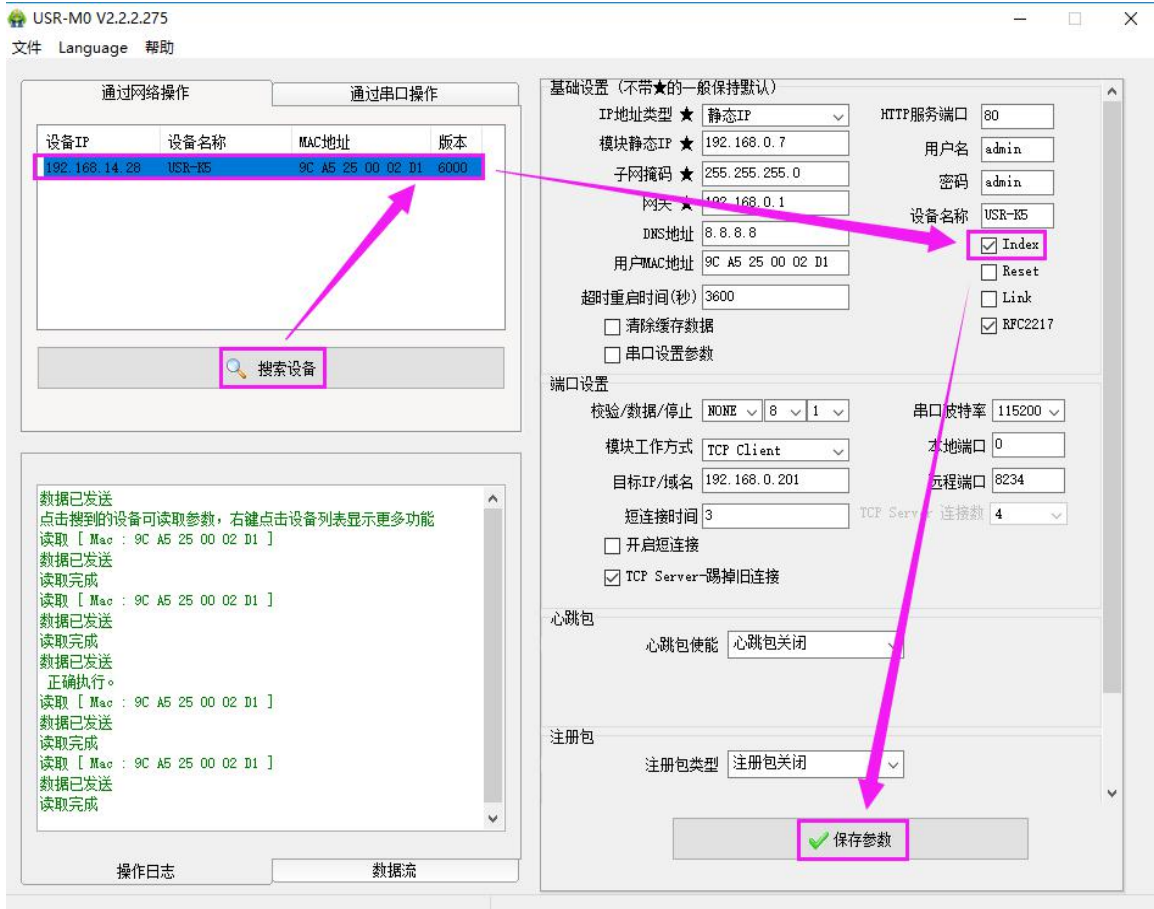 USR-M0 V2.2.2.275
文件 Language 帮助
通过网络操作 通过串口操作
设备IP 设备名称 MAC地址 版本
192.168.14.28 USR-K5 9C A5 25 00 02 D1 6000
搜索设备
数据已发送
点击搜到的设备可读取参数，右键点击设备列表显示更多功能
读取 [ Mac : 9C A5 25 00 02 D1 ]
数据已发送
读取完成
读取 [ Mac : 9C A5 25 00 02 D1 ]
数据已发送
读取完成
数据已发送
正确执行。
读取 [ Mac : 9C A5 25 00 02 D1 ]
数据已发送
读取完成
读取 [ Mac : 9C A5 25 00 02 D1 ]
数据已发送
读取完成
操作日志 数据流
基础设置 (不带★的一般保持默认)
IP地址类型 ★ 静态IP HTTP服务端口 80
模块静态IP ★ 192.168.0.7 用户名 admin
子网掩码 ★ 255.255.255.0 密码 admin
网关 ★ 192.168.0.1 设备名称 USR-K5
DNS地址 8.8.8.8 Index
用户MAC地址 9C A5 25 00 02 D1 Reset
超时重启时间(秒) 3600 Link
清除缓存数据 RFC2217
串口设置参数
端口设置
校验/数据/停止 NONE 8 1 串口波特率 115200
模块工作方式 TCP Client 本地端口 0
目标IP/域名 192.168.0.201 远程端口 8234
短连接时间 3 TCP Server 连接数 4
开启短连接
TCP Server-踢掉旧连接
心跳包
心跳包使能 心跳包关闭
注册包
注册包类型 注册包关闭
保存参数